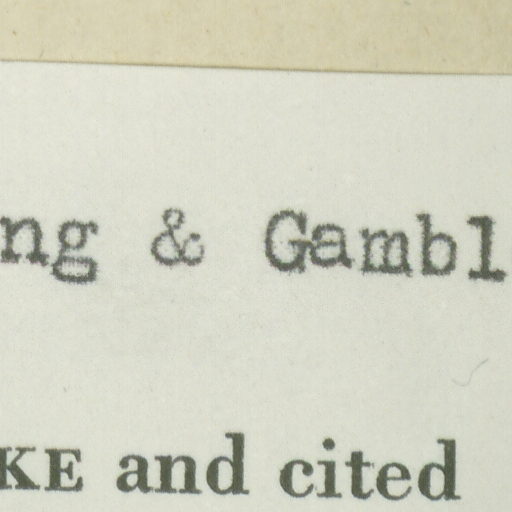 ng & Gambl
KE and cited